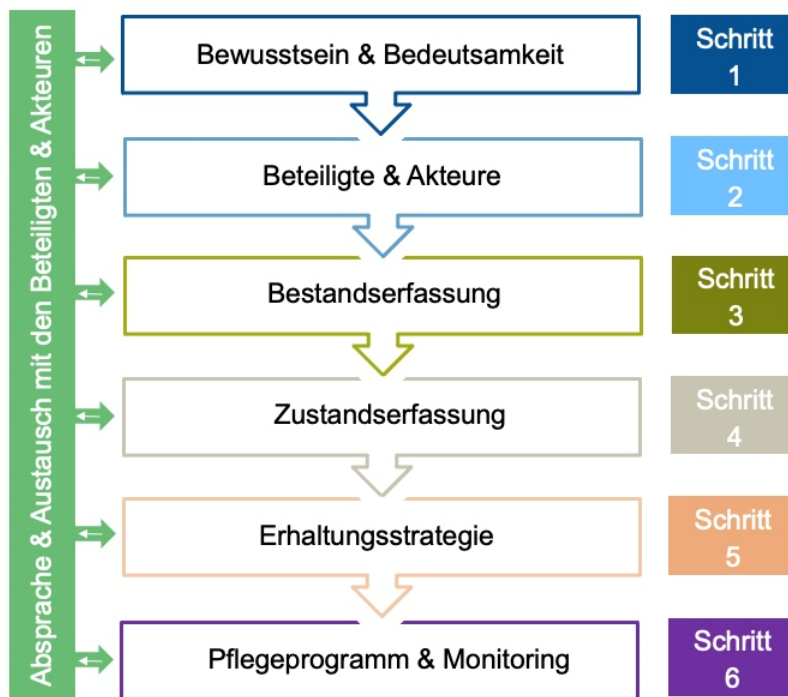 Absprache & Austausch mit den Beteiligten & Akteuren
Bewusstsein & Bedeutsamkeit
Schritt
1
Beteiligte & Akteure
Schritt
2
Bestandserfassung
Schritt
3
Zustandserfassung
Schritt
4
Erhaltungsstrategie
Schritt
5
Pflegeprogramm & Monitoring
Schritt
6